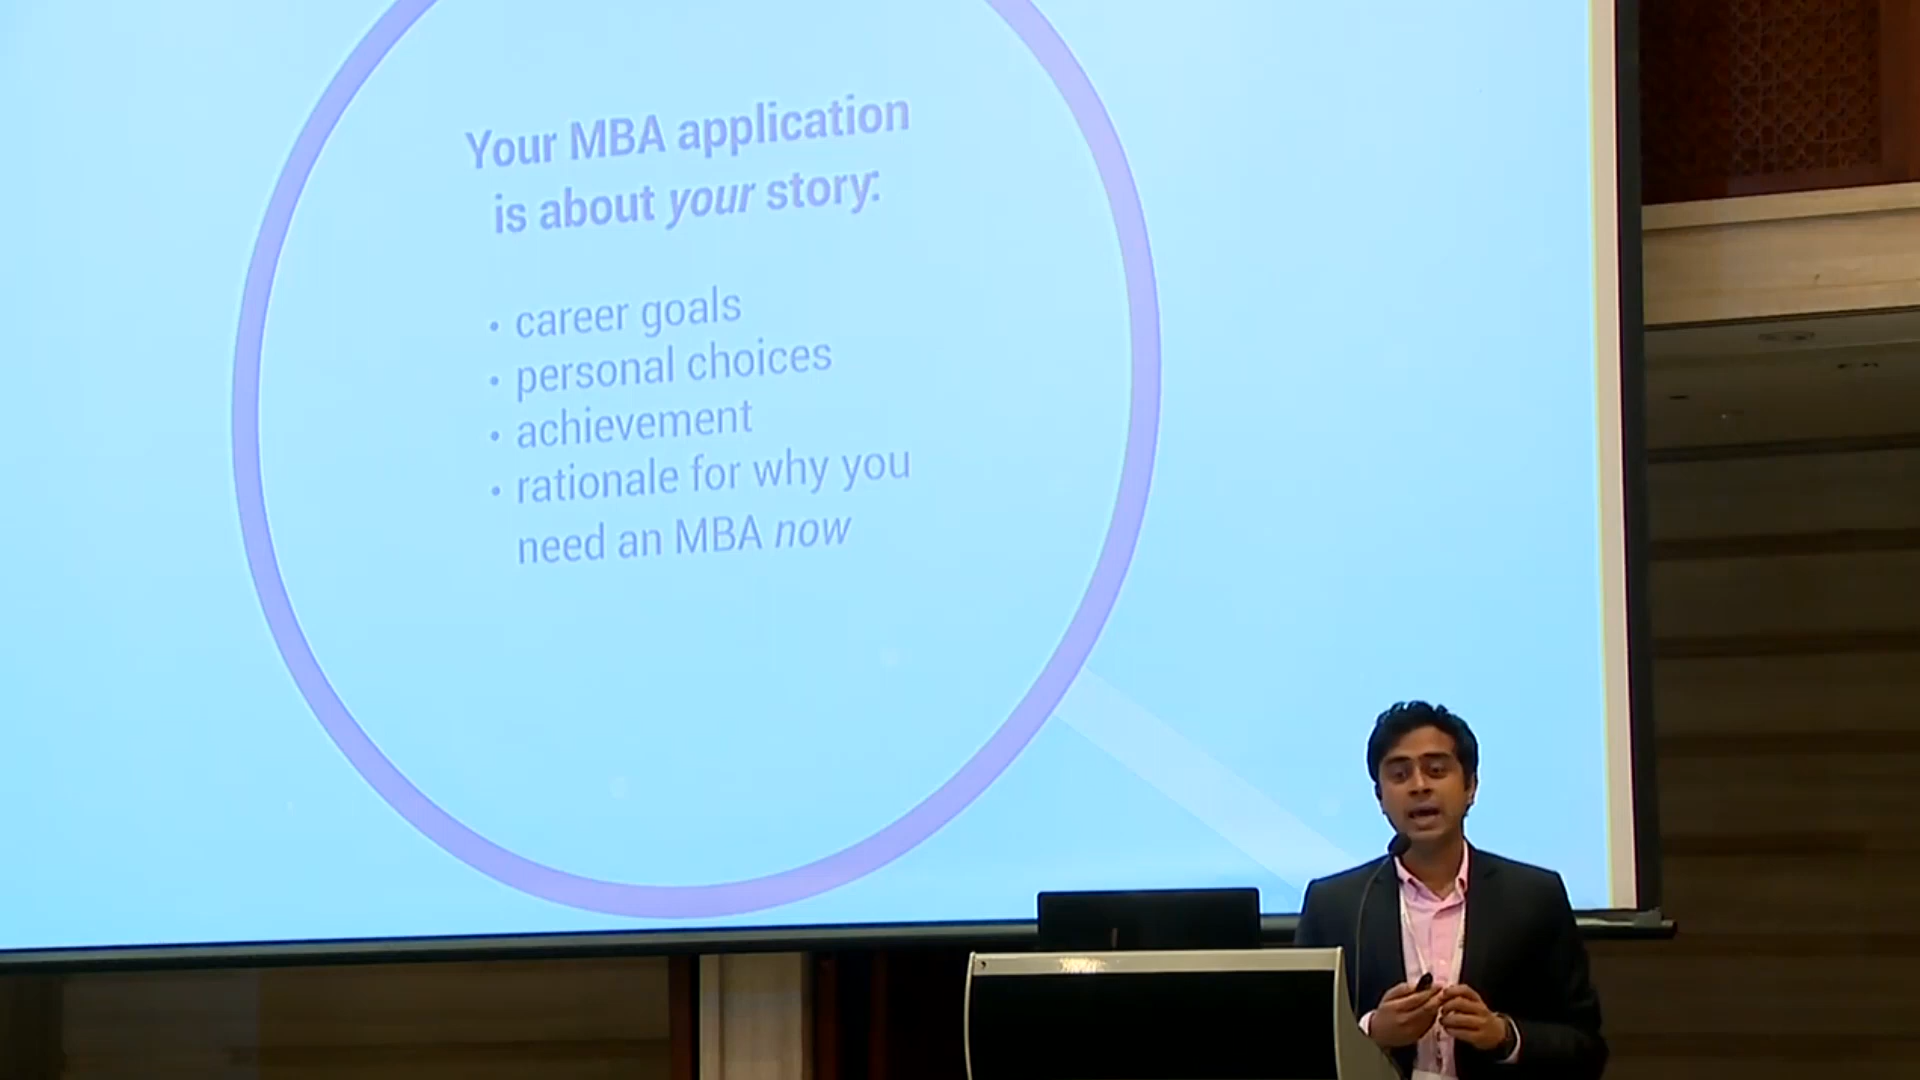 Your MBA application
is about your story:
• career goals
• personal choices
• achievement
• rationale for why you
need an MBA now